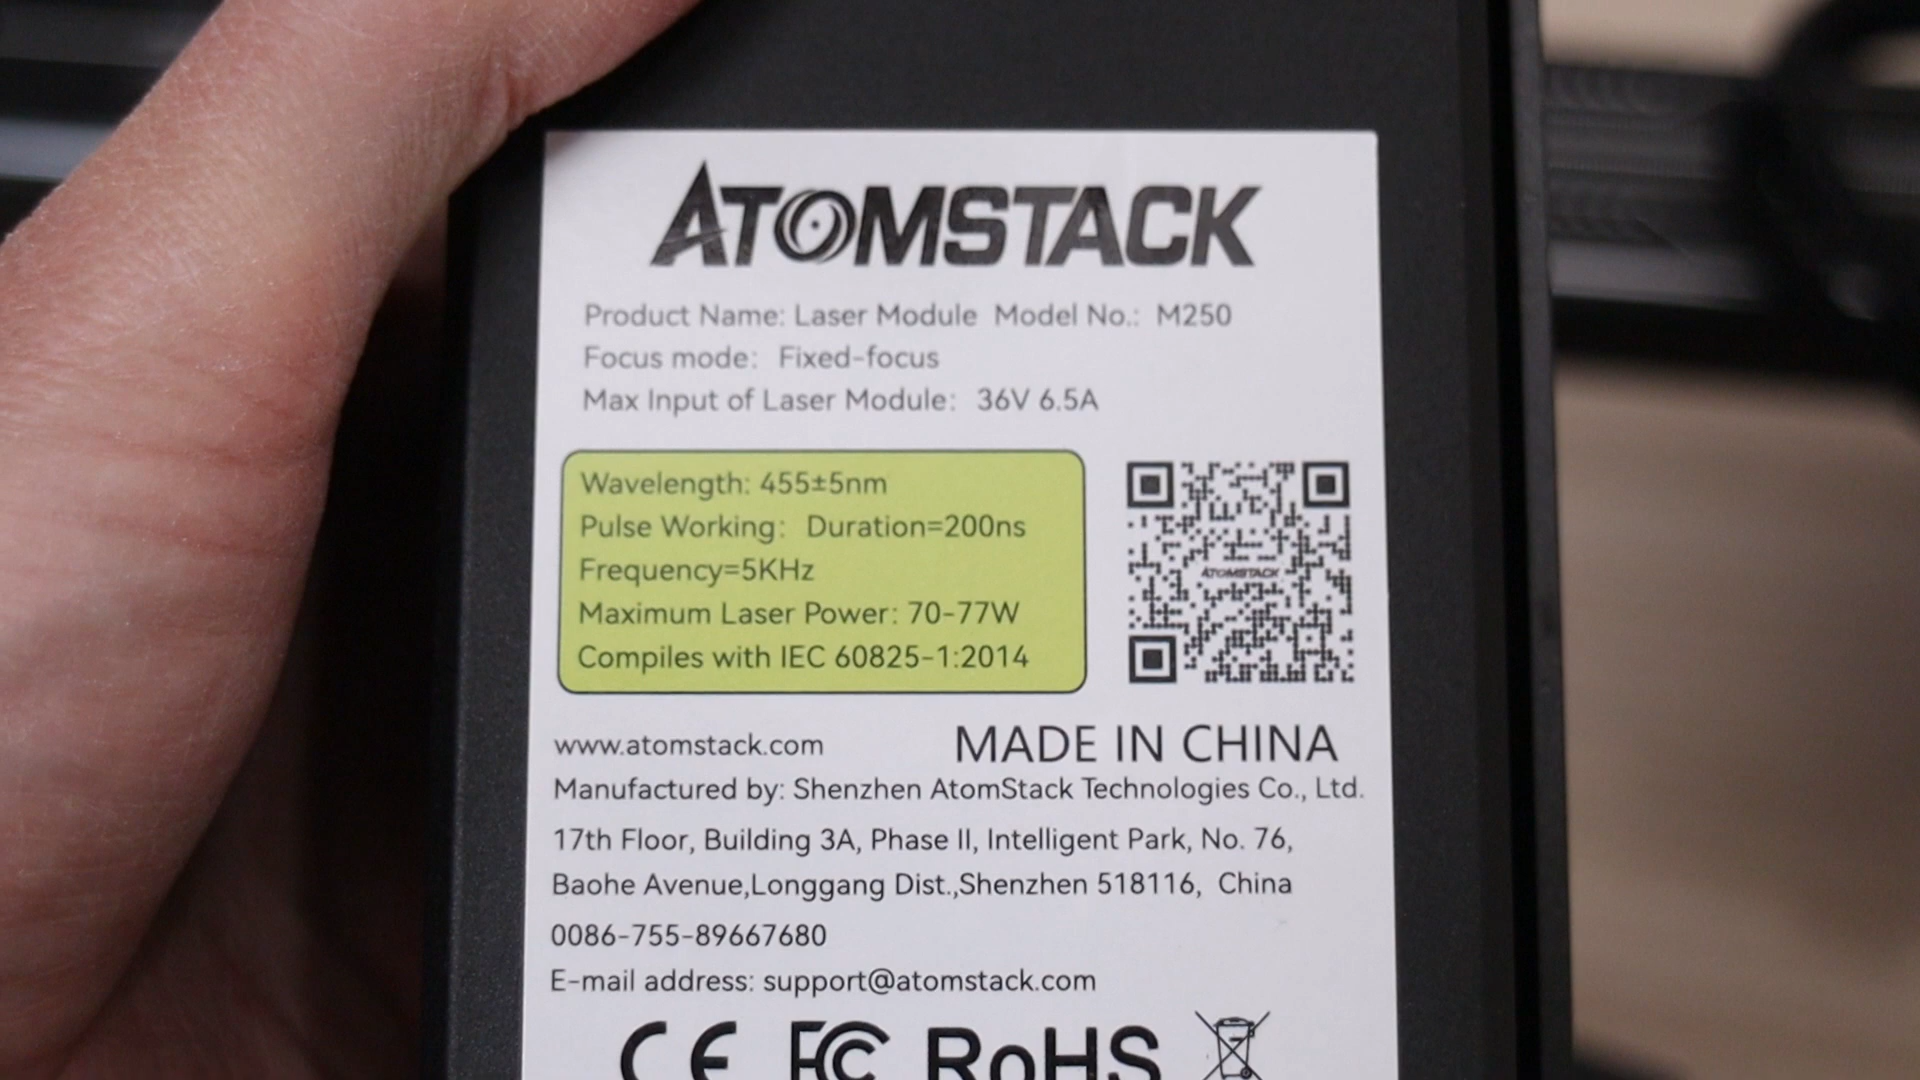 ATOMSTACK
Product Name: Laser Module Model No.: M250
Focus mode: Fixed-focus
Max Input of Laser Module: 36V 6.5A
Wavelength: 455±5nm
Pulse Working: Duration=200ns
Frequency=5KHz
Maximum Laser Power: 70-77W
Compiles with IEC 60825-1:2014
ATOMSTACK
www.atomstack.com
MADE IN CHINA
Manufactured by: Shenzhen AtomStack Technologies Co., Ltd.
17th Floor, Building 3A, Phase II, Intelligent Park, No. 76,
Baohe Avenue,Longgang Dist.,Shenzhen 518116, China
0086-755-89667680
E-mail address: support@atomstack.com
CE FC RoHS